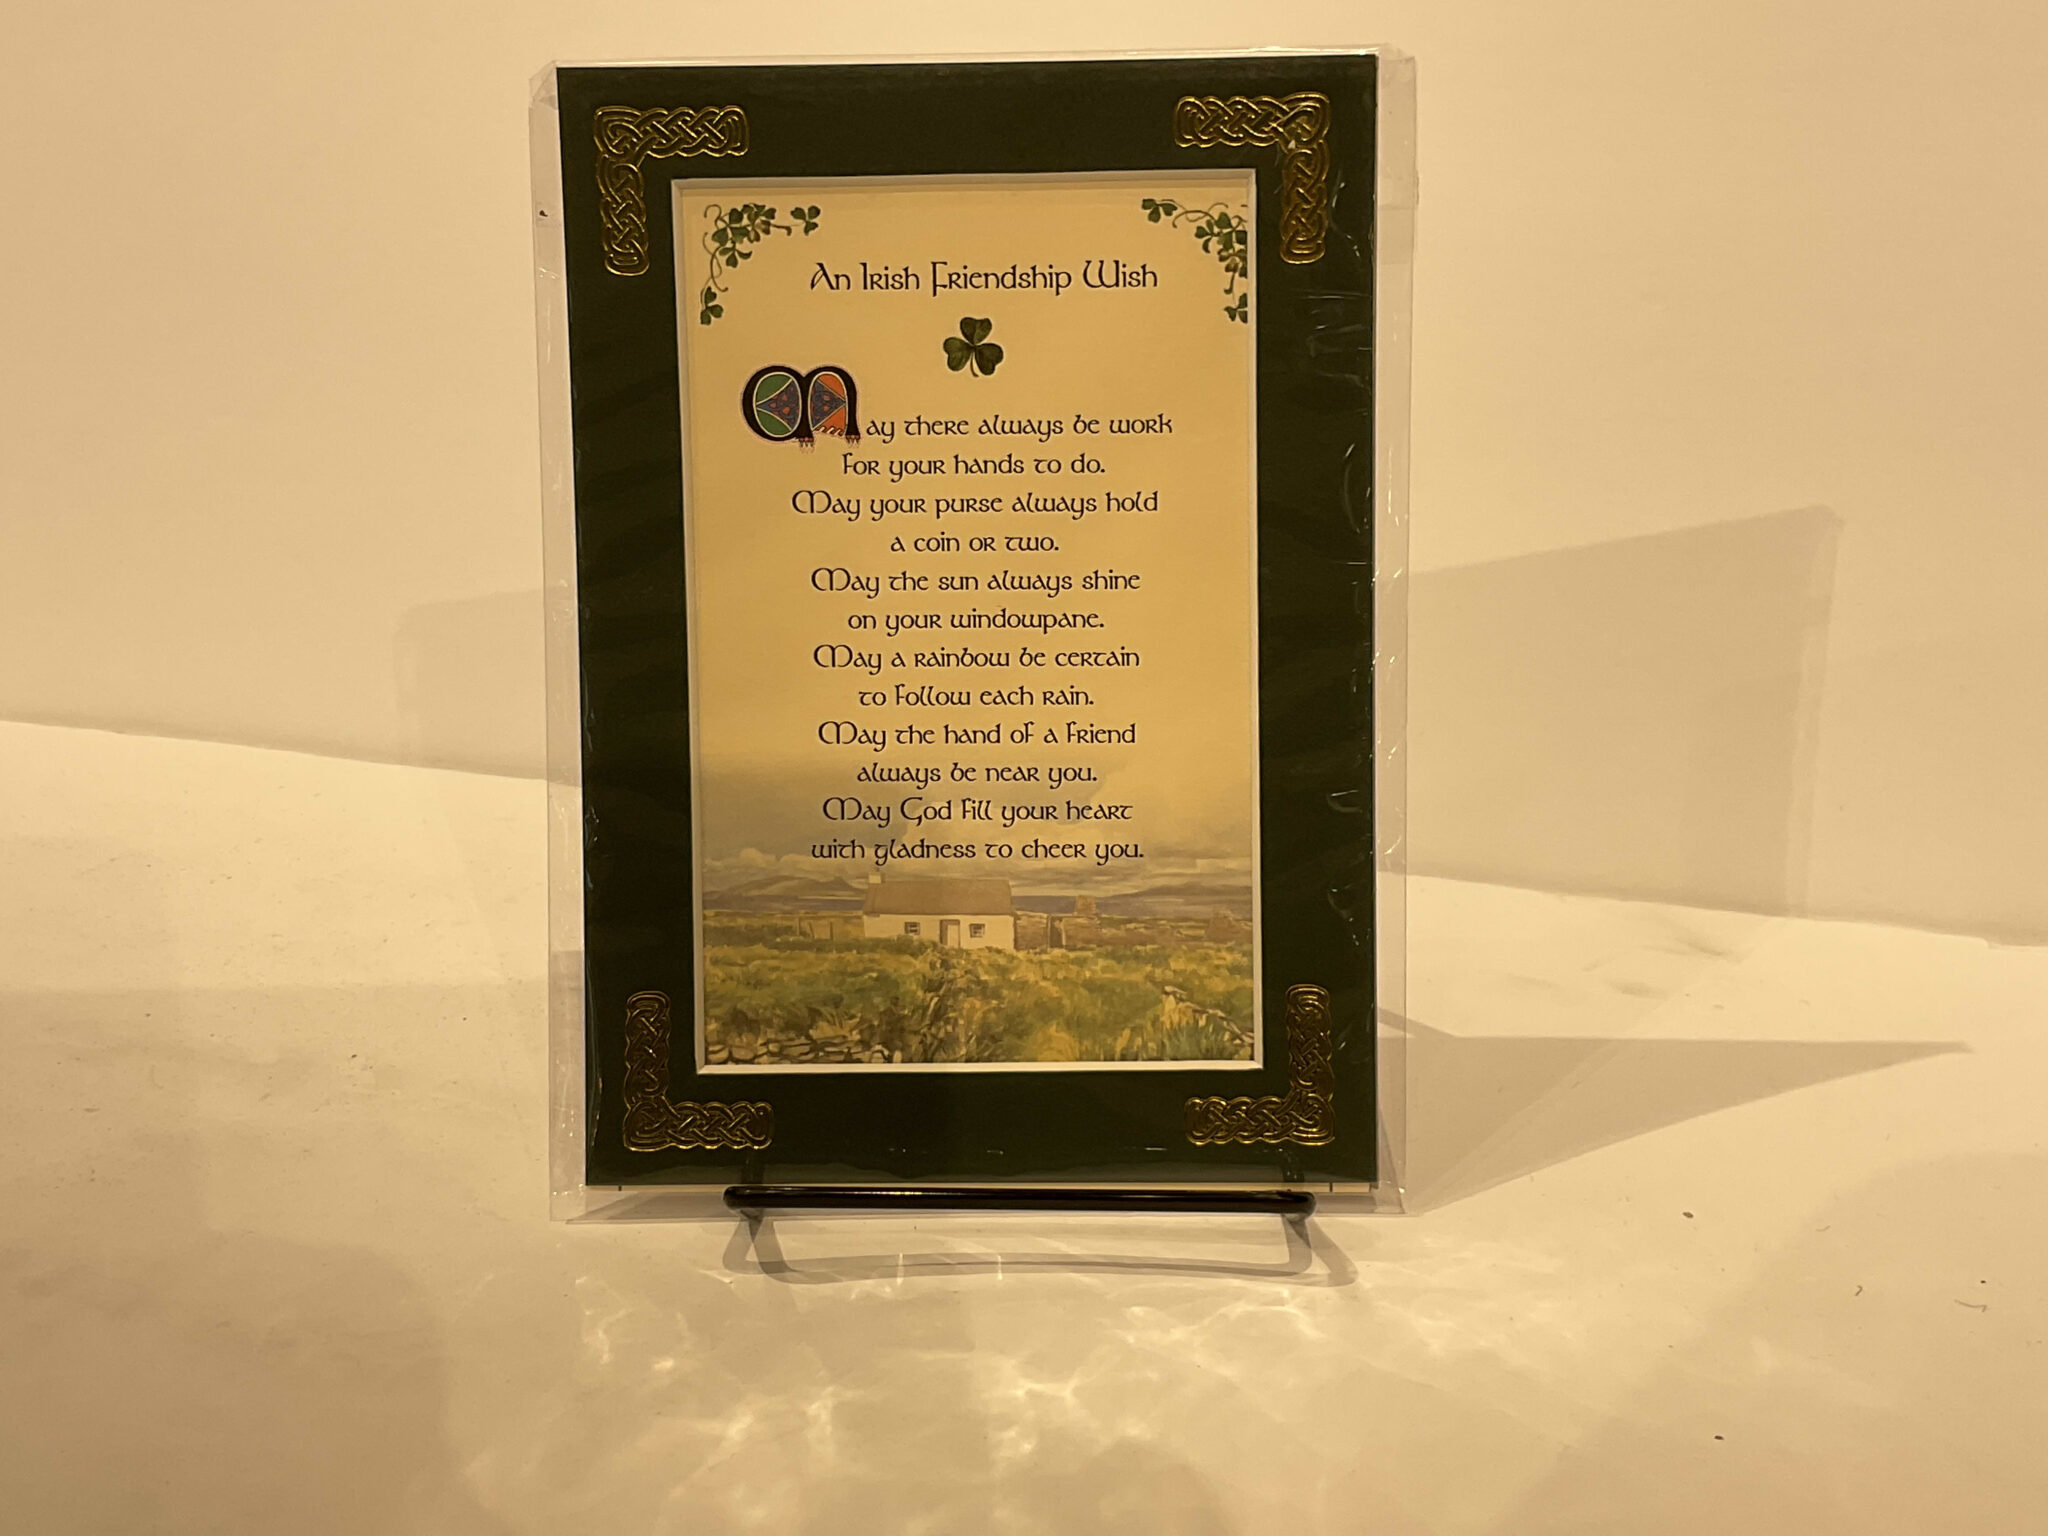 An Irish Friendship Wish
May there always be work
for your hands to do.
May your purse always hold
a coin or two.
May the sun always shine
on your windowpane.
May a rainbow be certain
to follow each rain.
May the hand of a friend
always be near you.
May God fill your heart
with gladness to cheer you.